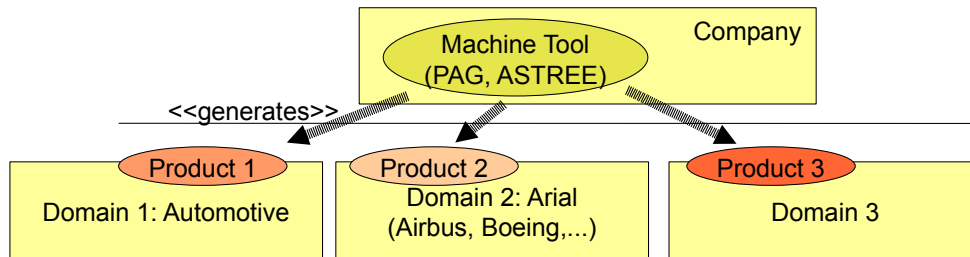 Company
Machine Tool
(PAG, ASTREE)
<<generates>>
Product 1
Product 2
Product 3
Domain 1: Automotive
Domain 2: Arial
(Airbus, Boeing,...)
Domain 3